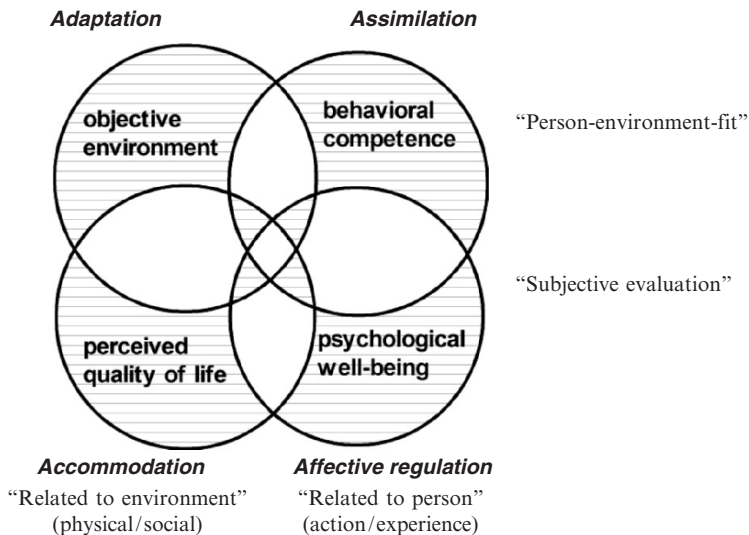 Adaptation
Assimilation
objective
environment
behavioral
competence
“Person-environment-fit”
“Subjective evaluation”
perceived
quality of life
psychological
well-being
Accommodation
Affective regulation
“Related to environment”
(physical/social)
“Related to person”
(action/experience)